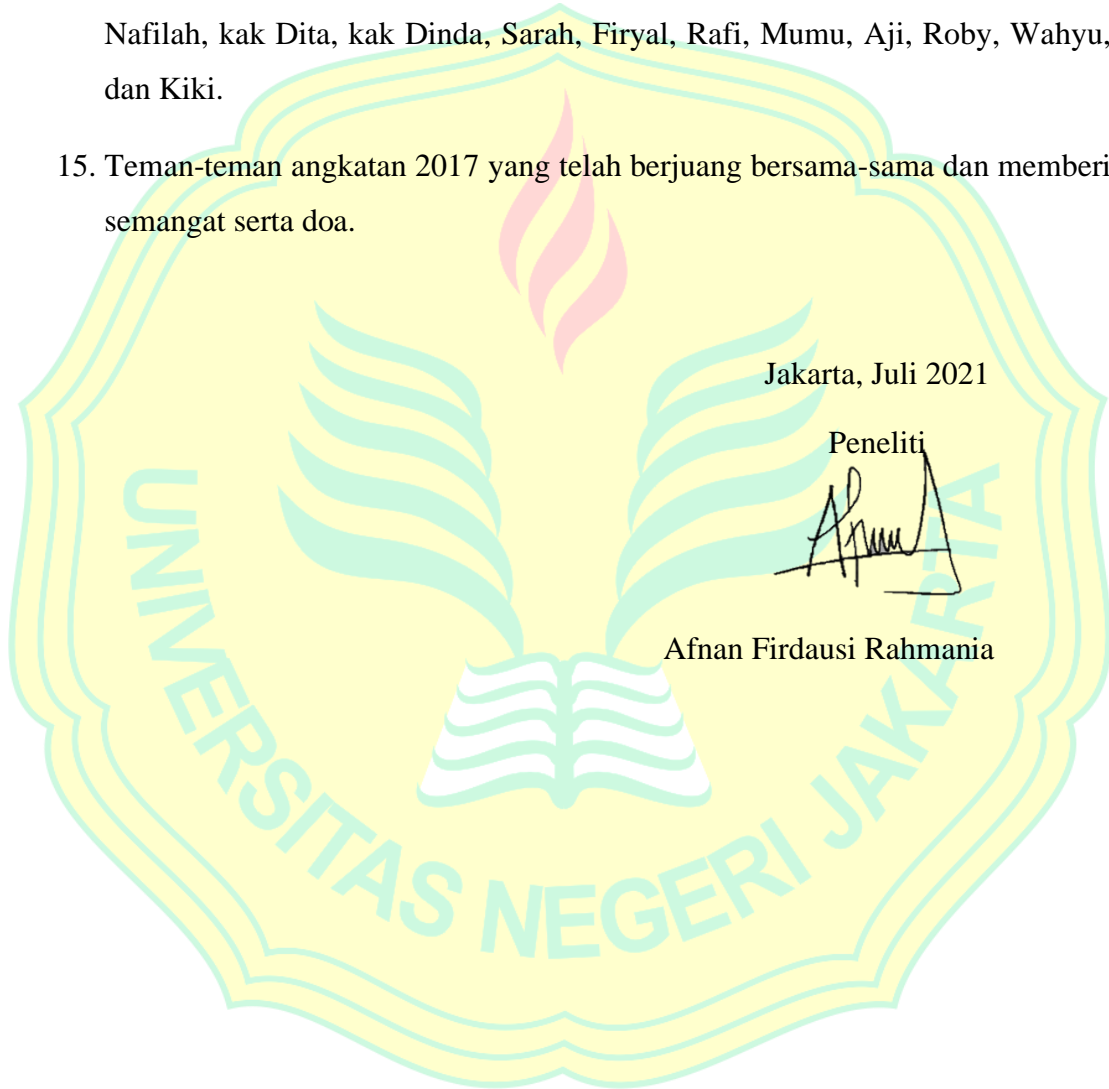 Nafilah, kak Dita, kak Dinda, Sarah, Firyal, Rafi, Mumu, Aji, Roby, Wahyu,
dan Kiki.
15. Teman-teman angkatan 2017 yang telah berjuang bersama-sama dan memberi
semangat serta doa.
Jakarta, Juli 2021
Peneliti
Afnan Firdausi Rahmania
UNIVERSITAS NEGERI JAKARTA